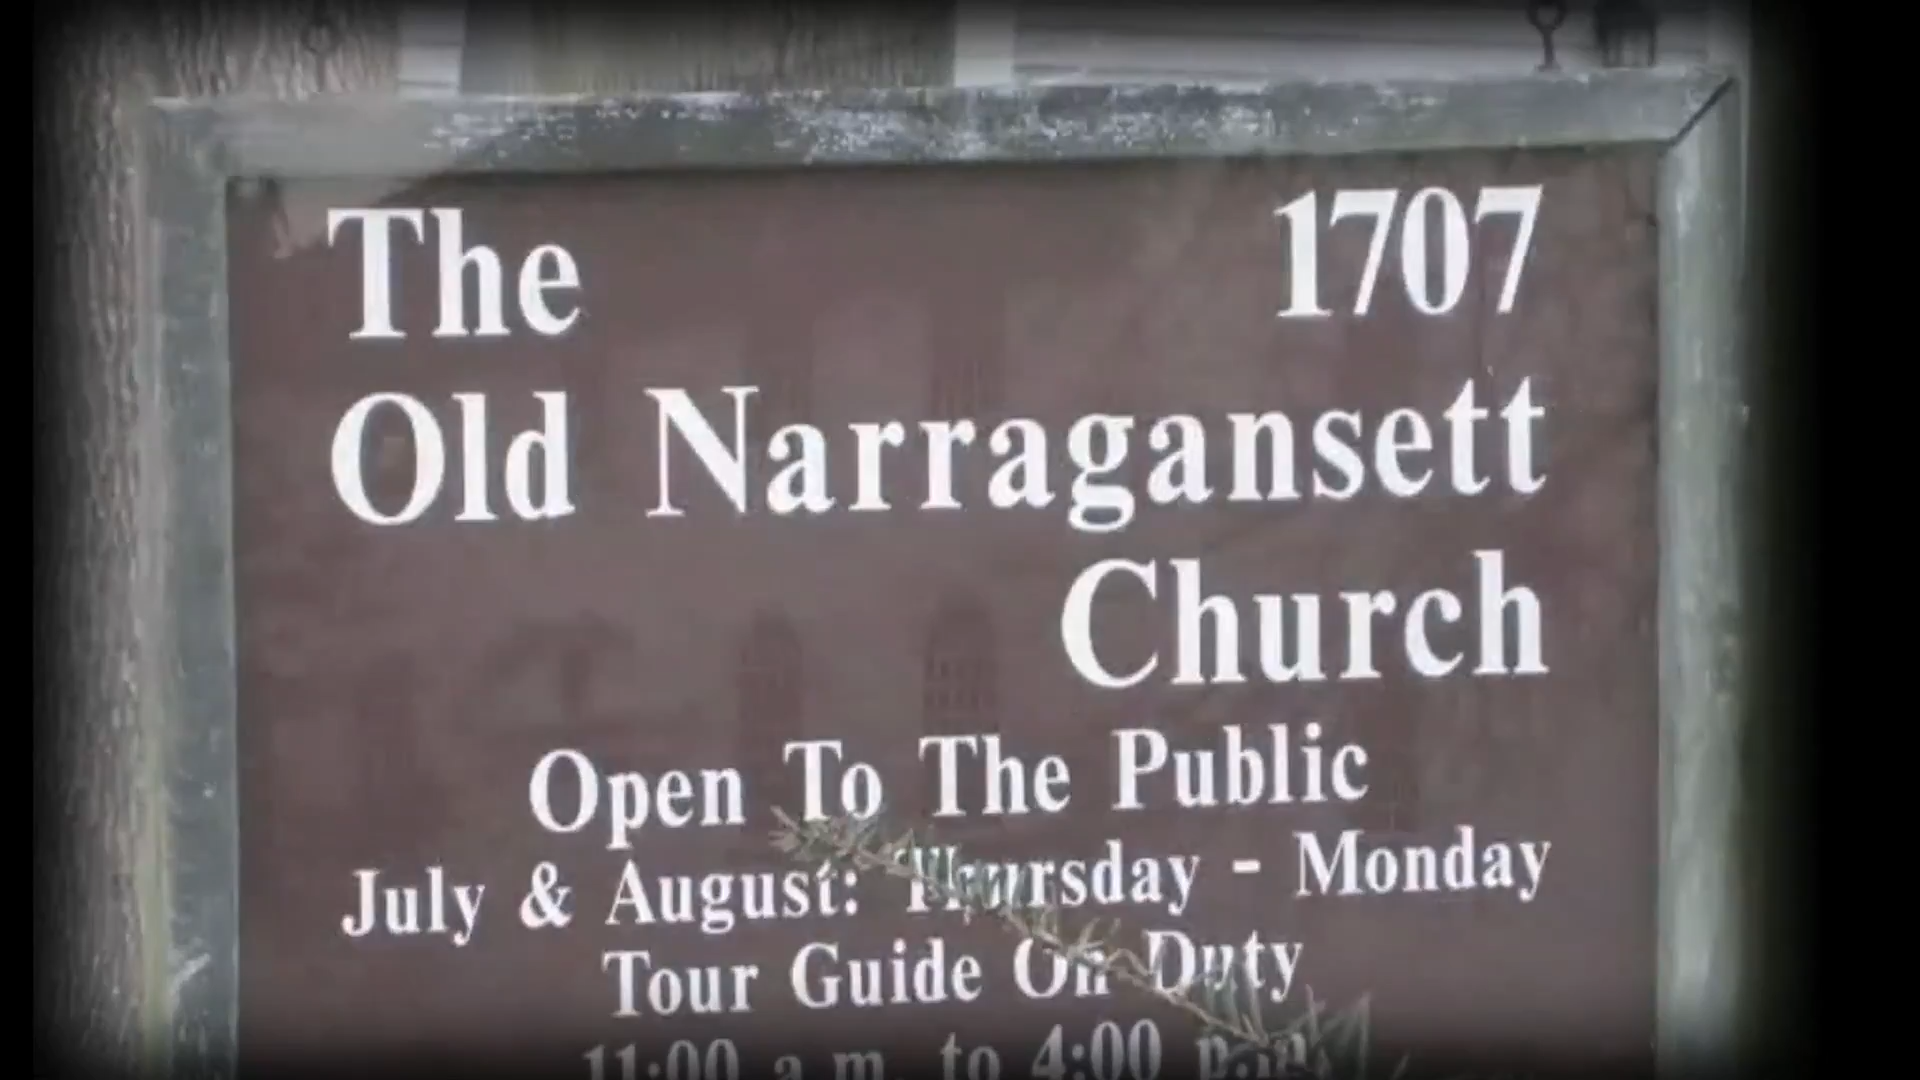 The 1707
Old Narragansett
Church
Open To The Public
July & August: Thursday - Monday
Tour Guide On Duty
11:00 a.m. to 4:00 p.m.